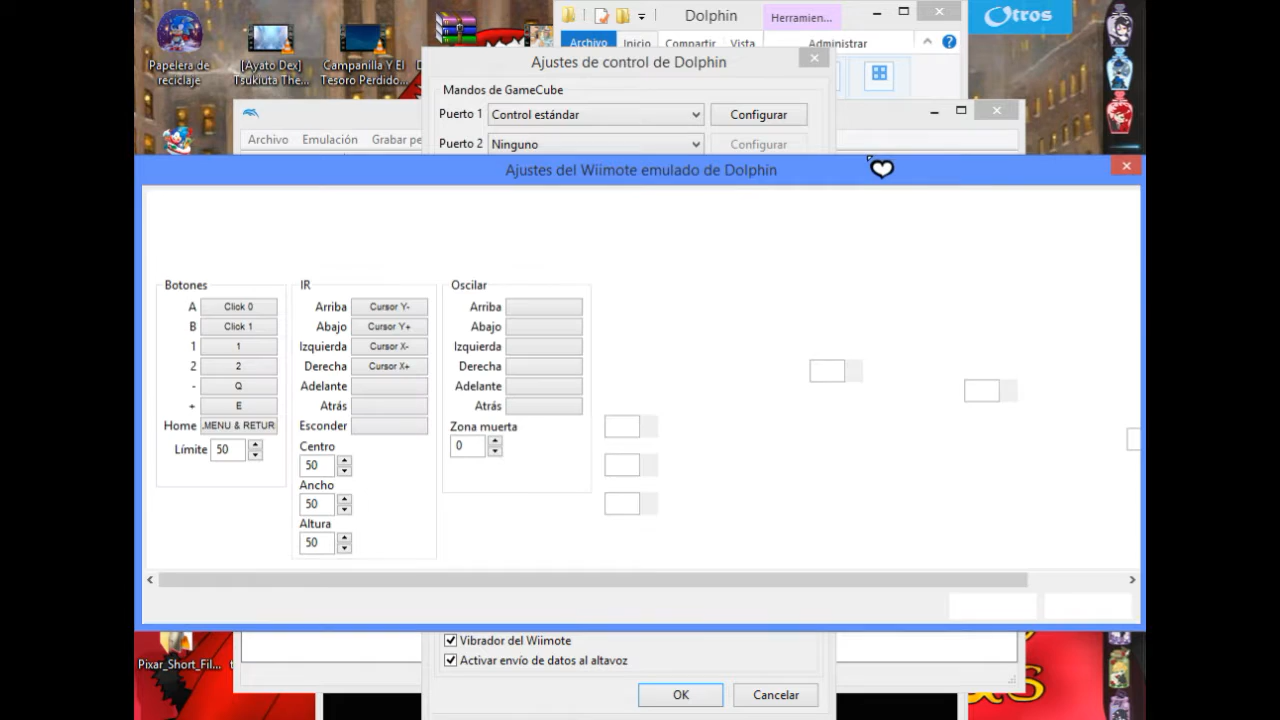 Dolphin
Herramien...
Otros
Archivo Inicio Compartir Vista Administrar
Papelera de reciclaje
[Ayato Dex] Tsukiuta The...
Campanilla Y El Tesoro Perdido...
Ajustes de control de Dolphin
Mandos de GameCube
Puerto 1 Control estándar Configurar
Puerto 2 Ninguno Configurar
Archivo Emulación Grabar pe
Ajustes del Wiimote emulado de Dolphin
Botones
A Click 0
B Click 1
1 1
2 2
- Q
+ E
Home .MENU & RETUR
Límite 50
IR
Arriba Cursor Y-
Abajo Cursor Y+
Izquierda Cursor X-
Derecha Cursor X+
Adelante
Atrás
Esconder
Centro
50
Ancho
50
Altura
50
Oscilar
Arriba
Abajo
Izquierda
Derecha
Adelante
Atrás
Zona muerta
0
Pixar_Short_Fil...
Vibrador del Wiimote
Activar envío de datos al altavoz
OK Cancelar